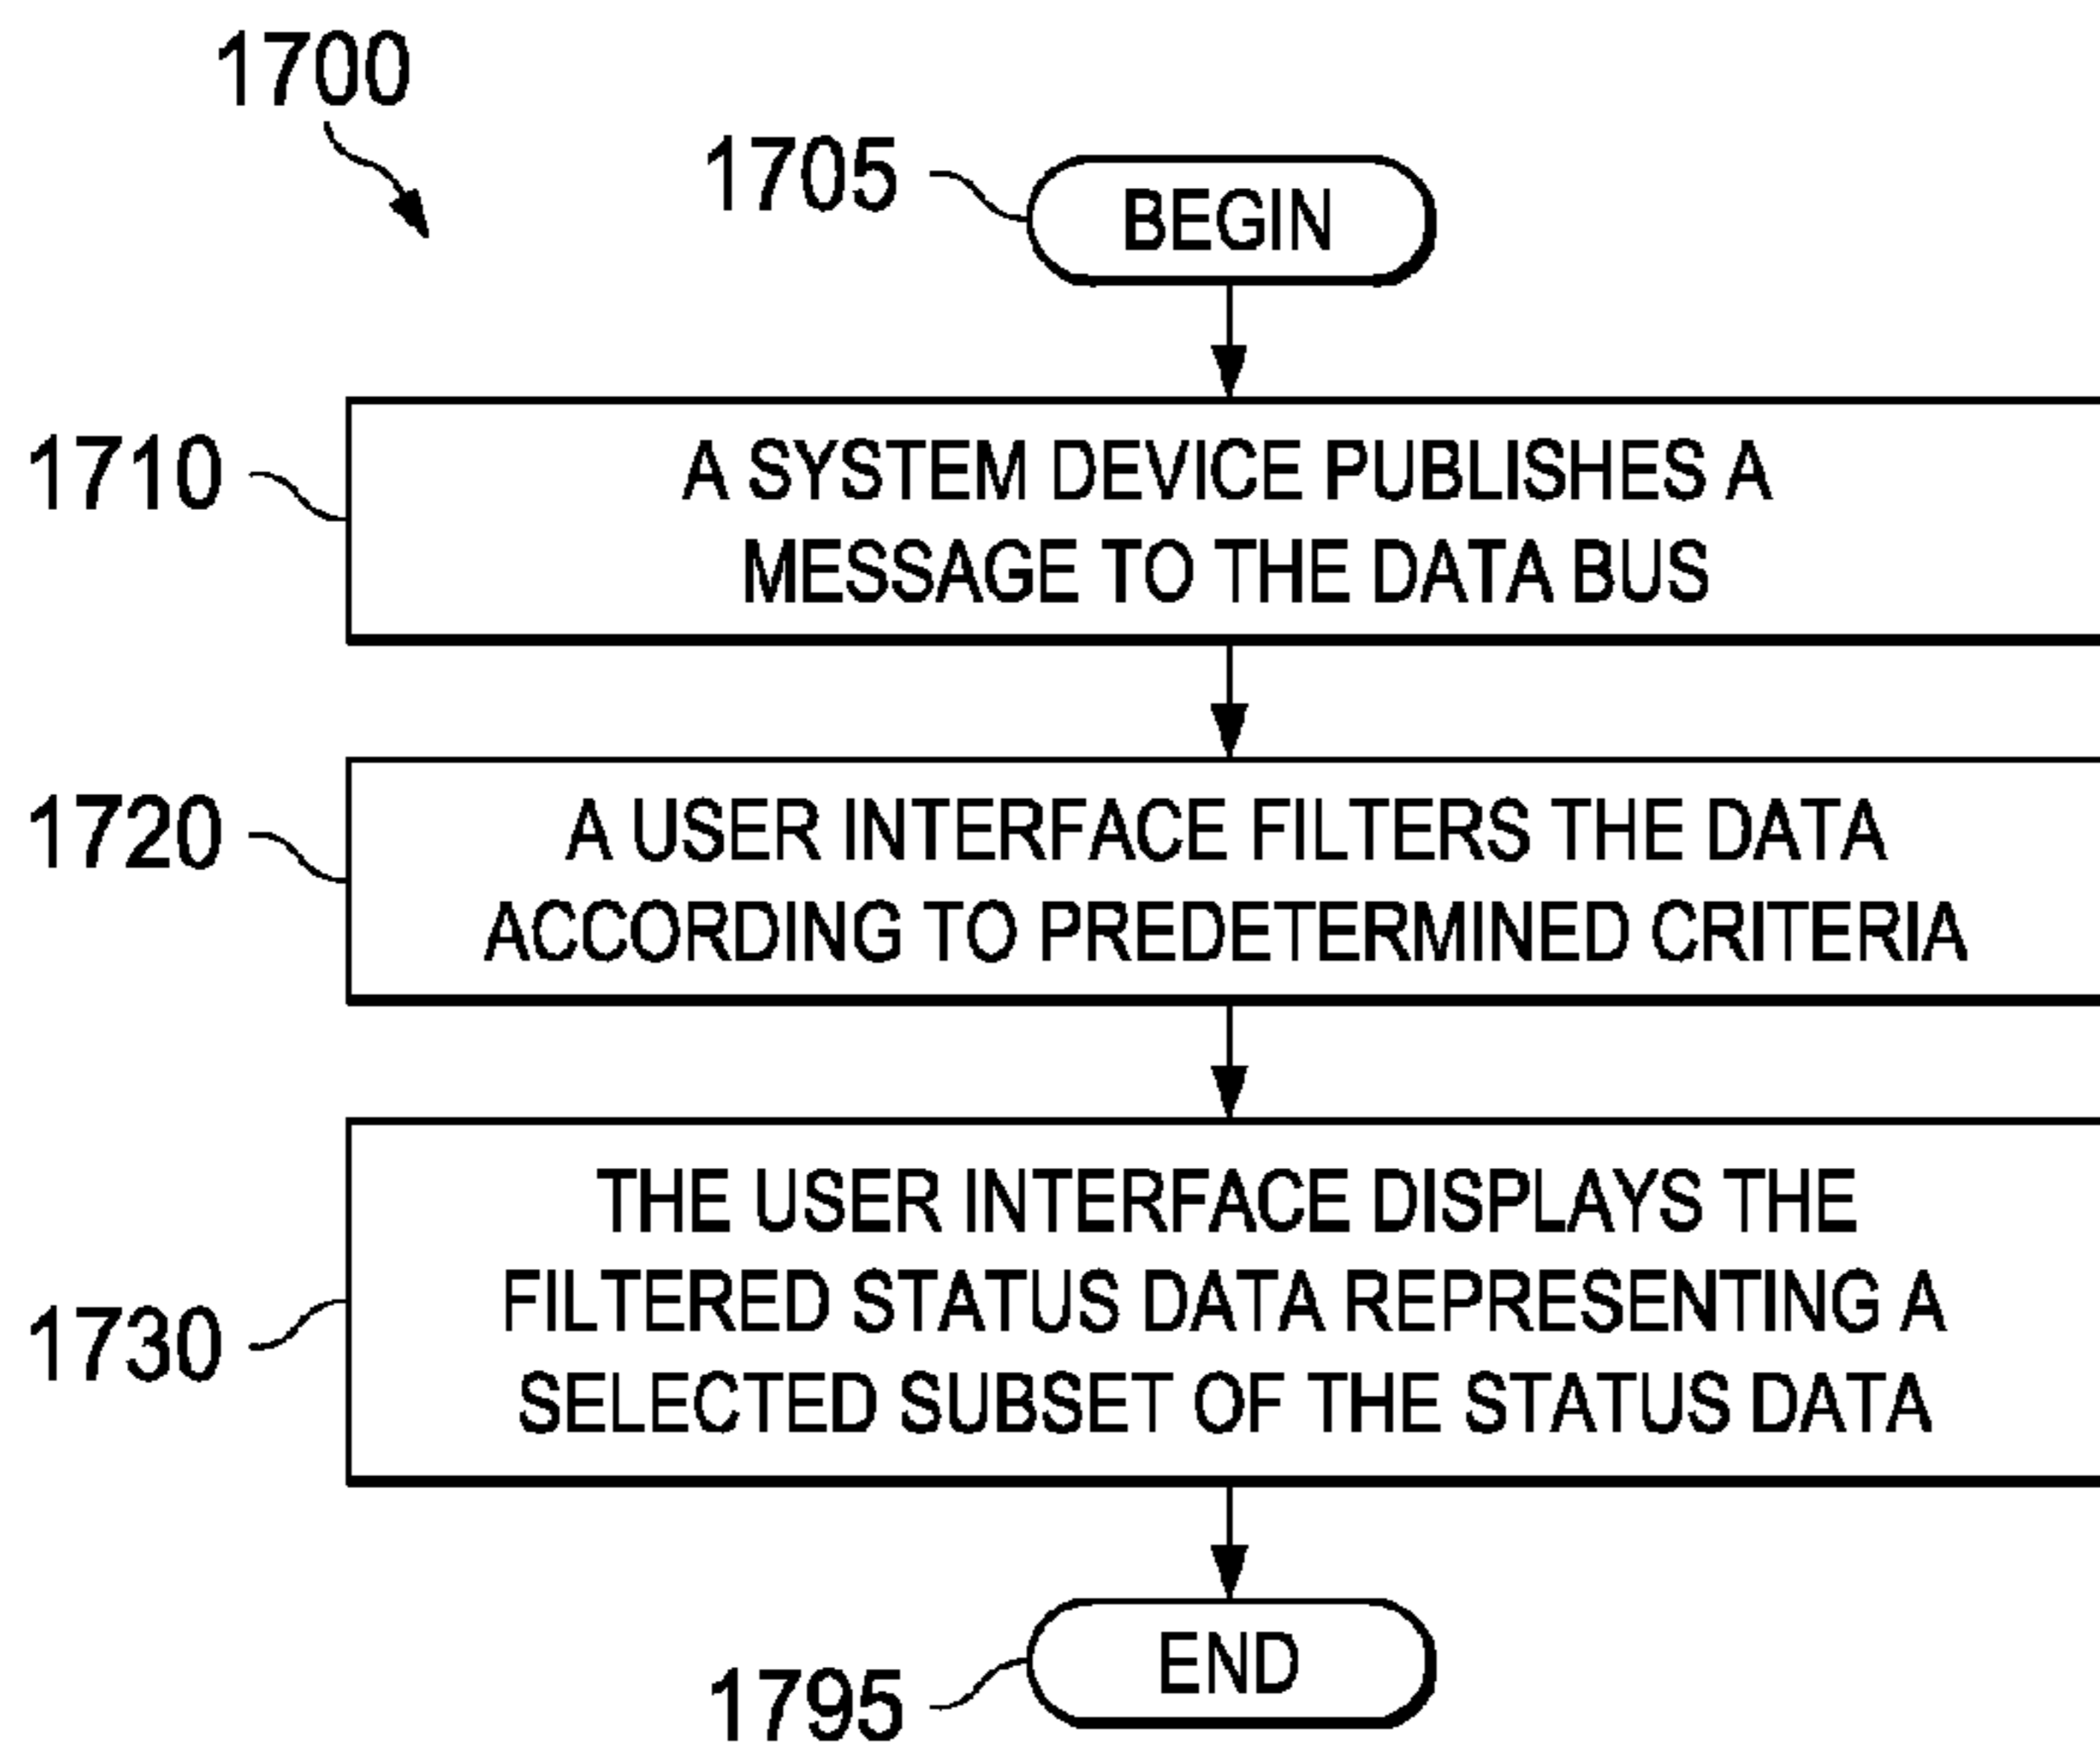 1700
1705
BEGIN
1710
A SYSTEM DEVICE PUBLISHES A
MESSAGE TO THE DATA BUS
1720
A USER INTERFACE FILTERS THE DATA
ACCORDING TO PREDETERMINED CRITERIA
THE USER INTERFACE DISPLAYS THE
FILTERED STATUS DATA REPRESENTING A
1730
SELECTED SUBSET OF THE STATUS DATA
END
1795